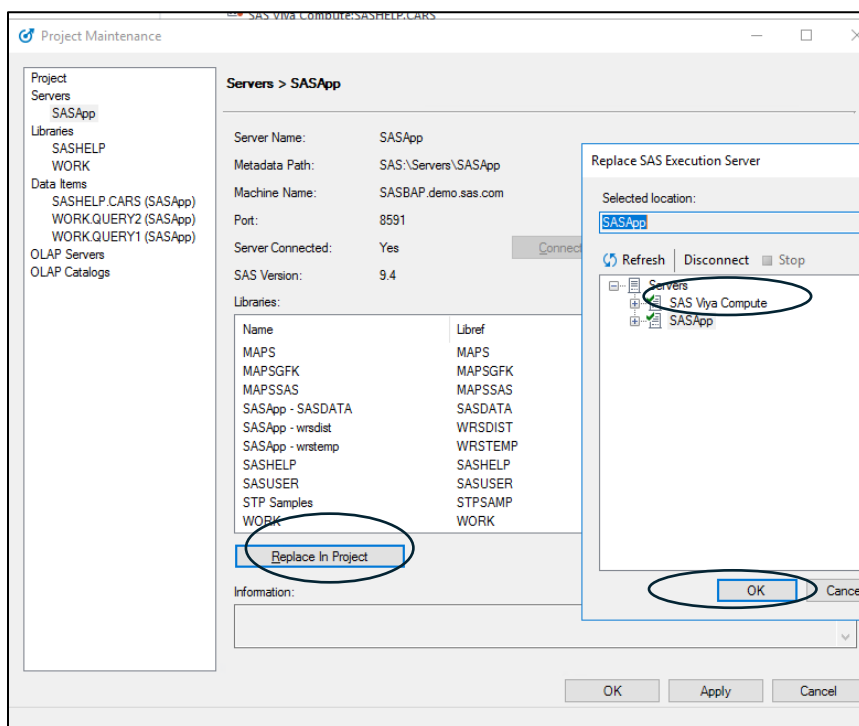 SAS Viya Compute:SASHELP.CARS
Project Maintenance
Project
Servers
SASApp
Libraries
SASHELP
WORK
Data Items
SASHELP.CARS (SASApp)
WORK.QUERY2 (SASApp)
WORK.QUERY1 (SASApp)
OLAP Servers
OLAP Catalogs
Servers > SASApp
Server Name: SASApp
Metadata Path: SAS:\Servers\SASApp
Machine Name: SASBAP.demo.sas.com
Port: 8591
Server Connected: Yes Connect
SAS Version: 9.4
Libraries:
Name Libref
MAPS MAPS
MAPSGFK MAPSGFK
MAPSSAS MAPSSAS
SASApp - SASDATA SASDATA
SASApp - wrsdist WRSDIST
SASApp - wrstemp WRSTEMP
SASHELP SASHELP
SASUSER SASUSER
STP Samples STPSAMP
WORK WORK
Replace In Project
Information:
Replace SAS Execution Server
Selected location:
SASApp
Refresh Disconnect Stop
Servers
SAS Viya Compute
SASApp
OK Cance
OK Apply Cancel